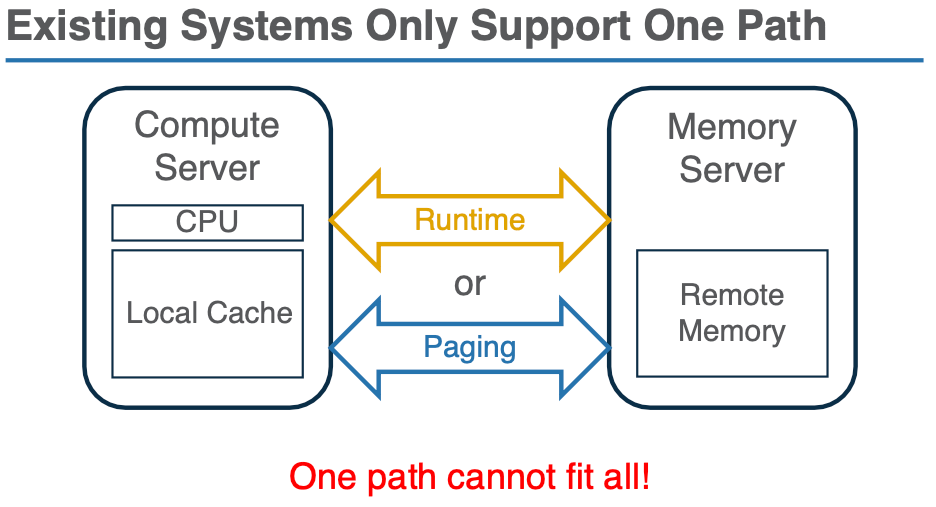 Existing Systems Only Support One Path
Compute
Server
CPU
Local Cache
Runtime
or
Paging
Memory
Server
Remote
Memory
One path cannot fit all!